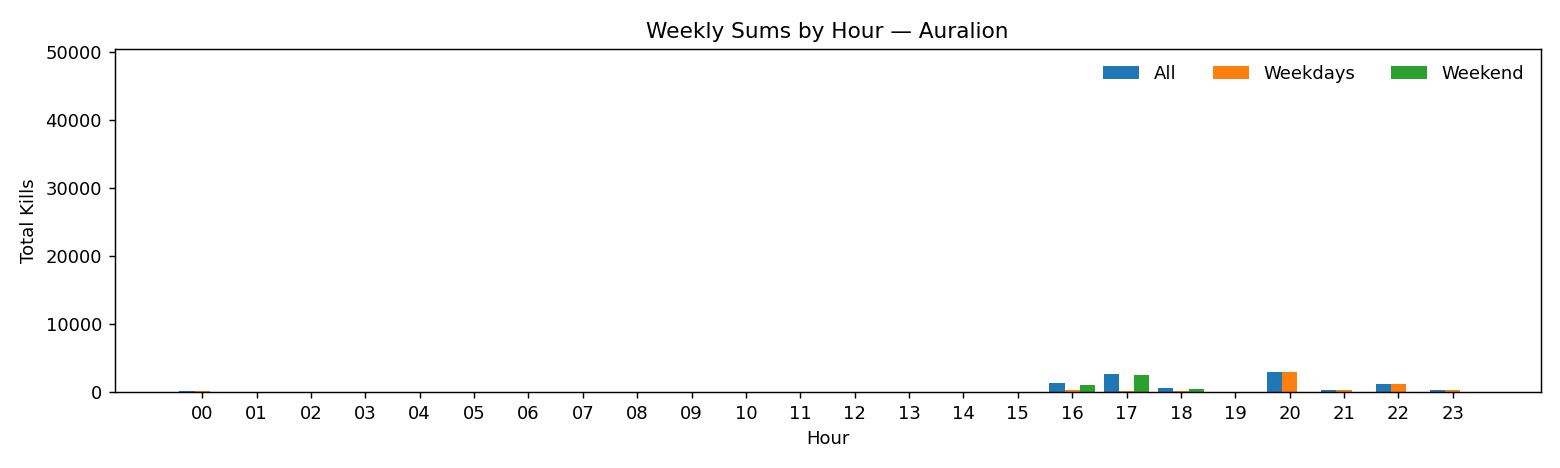 Weekly Sums by Hour — Auralion
All Weekdays Weekend
Total Kills
50000
40000
30000
20000
10000
0
00 01 02 03 04 05 06 07 08 09 10 11 12 13 14 15 16 17 18 19 20 21 22 23
Hour